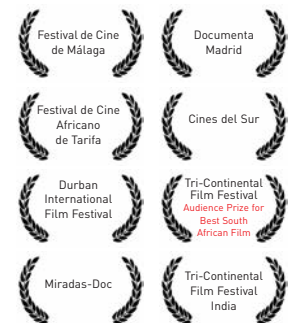 Festival de Cine
de Málaga
Documenta
Madrid
Festival de Cine
Africano
de Tarifa
Cines del Sur
Durban
International
Film Festival
Tri-Continental
Film Festival
Audience Prize for
Best South
African Film
Miradas-Doc
Tri-Continental
Film Festival
India